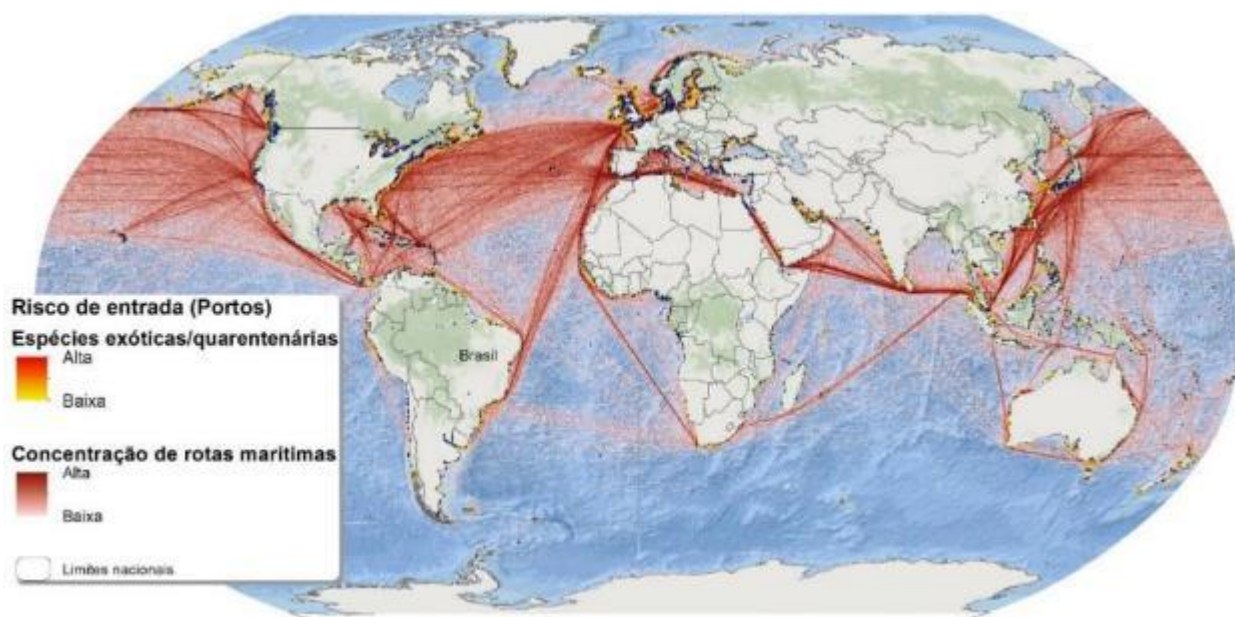 Brasil
Risco de entrada (Portos)
Espécies exóticas/quarentenárias
Alta
Baixa
Concentração de rotas marítimas
Alta
Baixa
Limites nacionais